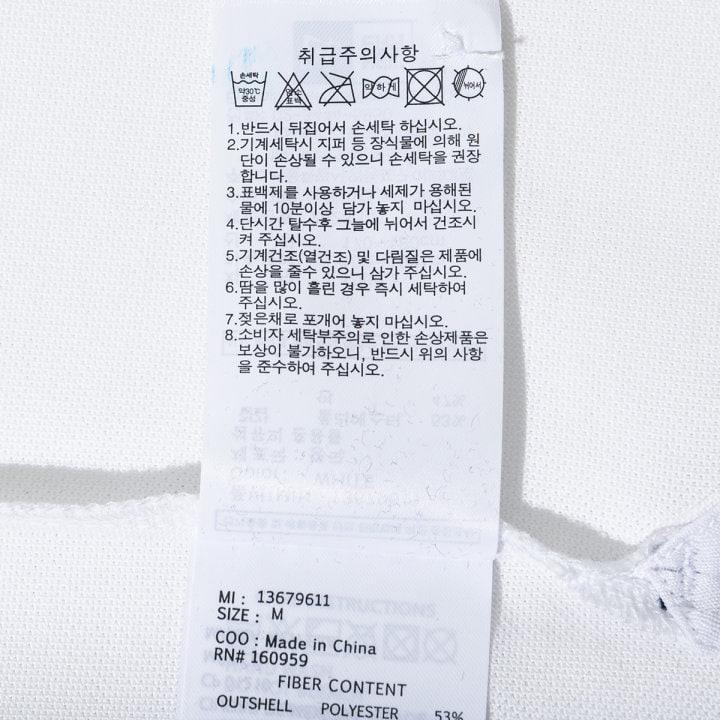 취급주의사항
손세탁
약30℃
중성
염소
표백
약하게
뉘어서
1.반드시 뒤집어서 손세탁 하십시오.
2.기계세탁시 지퍼 등 장식물에 의해 원
단이 손상될 수 있으니 손세탁을 권장
합니다.
3.표백제를 사용하거나 세제가 용해된
물에 10분이상 담가 놓지 마십시오.
4.단시간 탈수후 그늘에 뉘어서 건조시
켜 주십시오.
5.기계건조(열건조) 및 다림질은 제품에
손상을 줄수 있으니 삼가 주십시오.
6.땀을 많이 흘린 경우 즉시 세탁하여
주십시오.
7.젖은채로 포개어 놓지 마십시오.
8.소비자 세탁부주의로 인한 손상제품은
보상이 불가하오니, 반드시 위의 사항
을 준수하여 주십시오.
MI : 13679611
SIZE : M
COO : Made in China
RN# 160959
FIBER CONTENT
OUTSHELL POLYESTER 53%